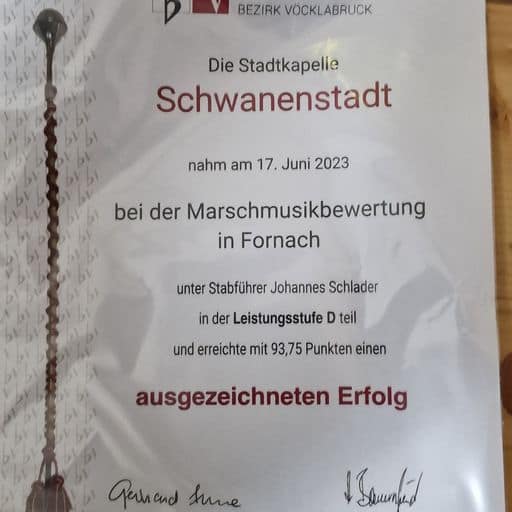 BEZIRK VÖCKLABRUCK
Die Stadtkapelle
Schwanenstadt
nahm am 17. Juni 2023
bei der Marschmusikbewertung
in Fornach
unter Stabführer Johannes Schlader
in der Leistungsstufe D teil
und erreichte mit 93,75 Punkten einen
ausgezeichneten Erfolg